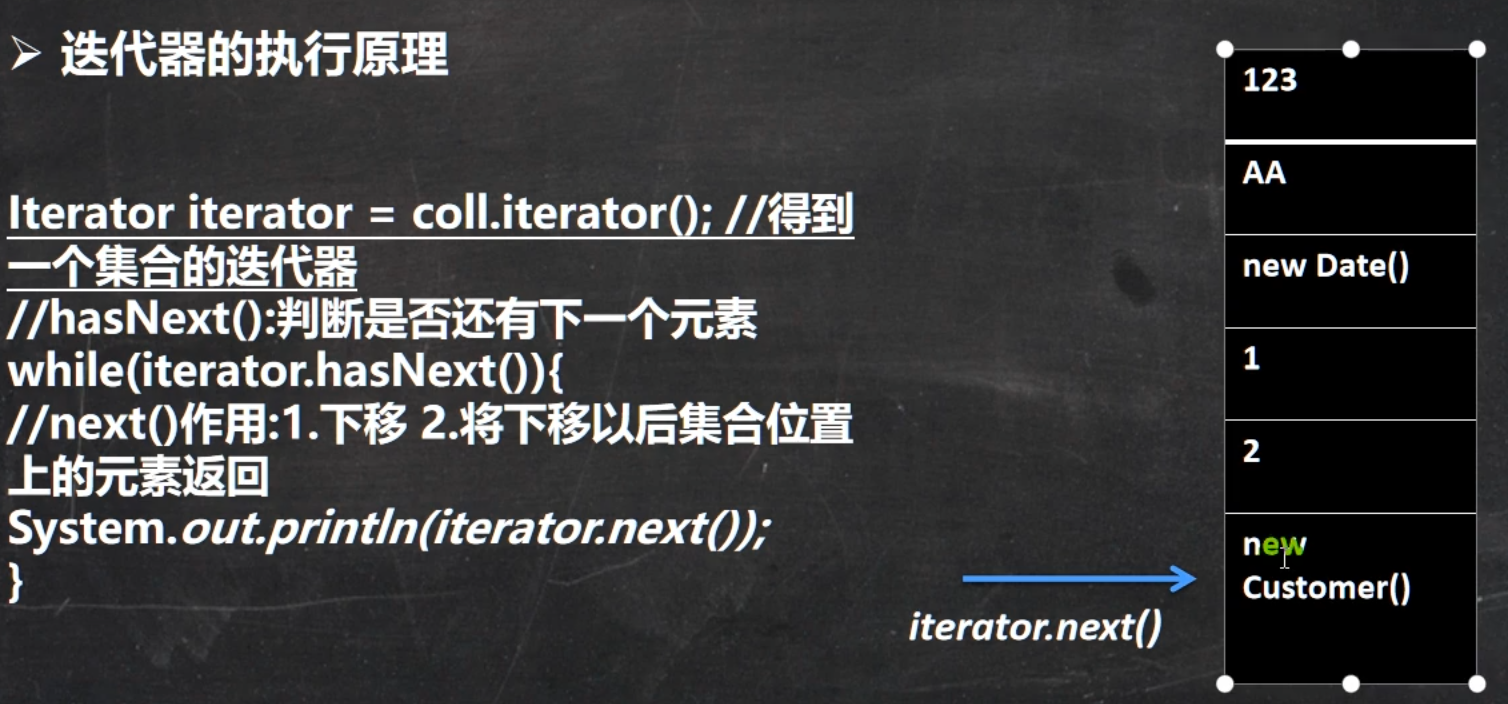 迭代器的执行原理
Iterator iterator = coll.iterator(); //得到
一个集合的迭代器
//hasNext():判断是否还有下一个元素
while(iterator.hasNext()){
//next()作用:1.下移 2.将下移以后集合位置
上的元素返回
System.out.println(iterator.next());
}
iterator.next()
123
AA
new Date()
1
2
new
Customer()